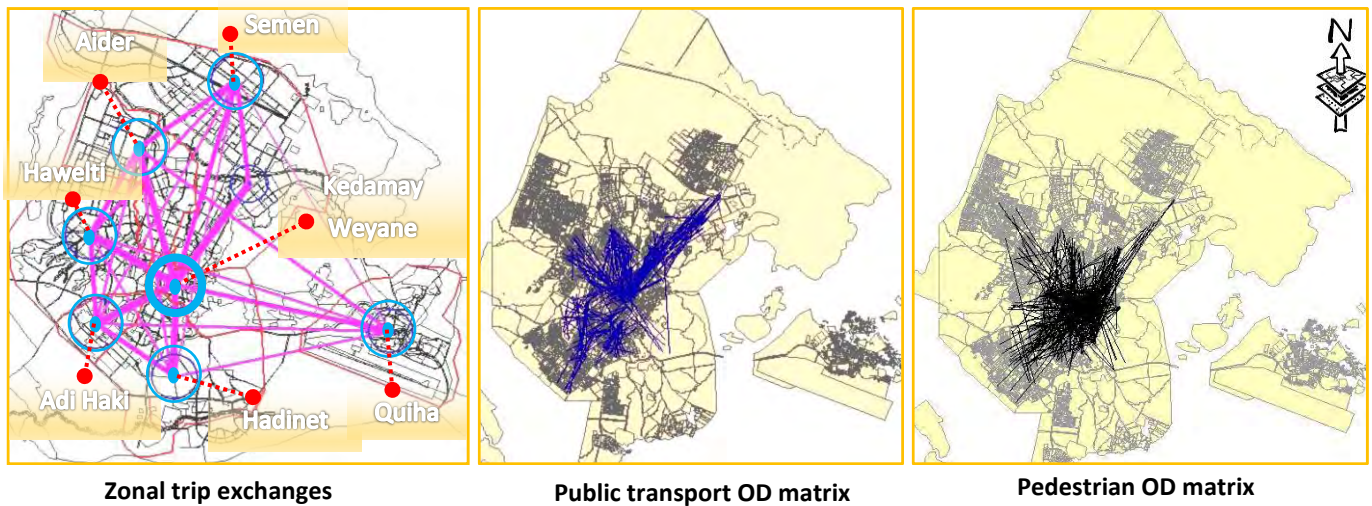 Semen
Aider
Hawelti
Kedamay
Weyane
Adi Haki
Hadinet
Quiha
N
Zonal trip exchanges
Public transport OD matrix
Pedestrian OD matrix